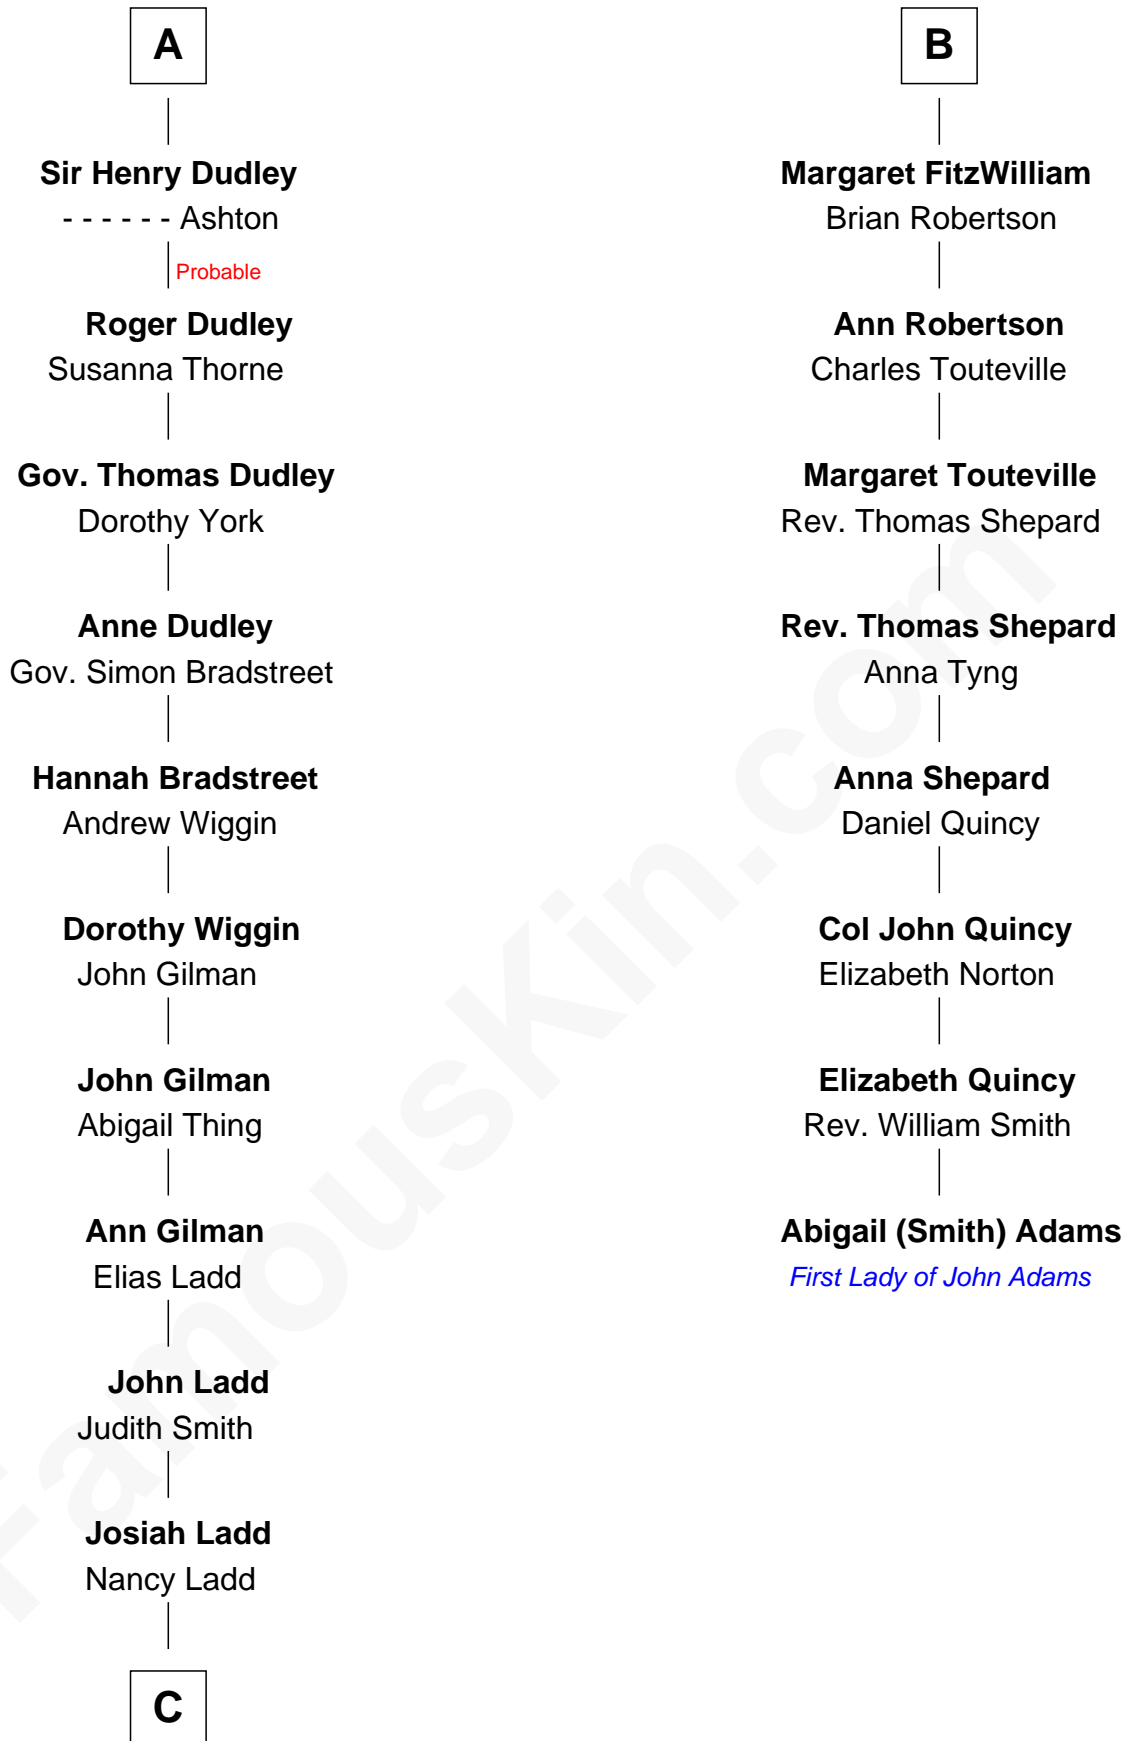 A
Sir Henry Dudley
- - - - - - Ashton
Probable
Roger Dudley
Susanna Thorne
Gov. Thomas Dudley
Dorothy York
Anne Dudley
Gov. Simon Bradstreet
Hannah Bradstreet
Andrew Wiggin
Dorothy Wiggin
John Gilman
John Gilman
Abigail Thing
Ann Gilman
Elias Ladd
John Ladd
Judith Smith
Josiah Ladd
Nancy Ladd
C
B
Margaret FitzWilliam
Brian Robertson
Ann Robertson
Charles Touteville
Margaret Touteville
Rev. Thomas Shepard
Rev. Thomas Shepard
Anna Tyng
Anna Shepard
Daniel Quincy
Col John Quincy
Elizabeth Norton
Elizabeth Quincy
Rev. William Smith
Abigail (Smith) Adams
First Lady of John Adams
FamousKin.com